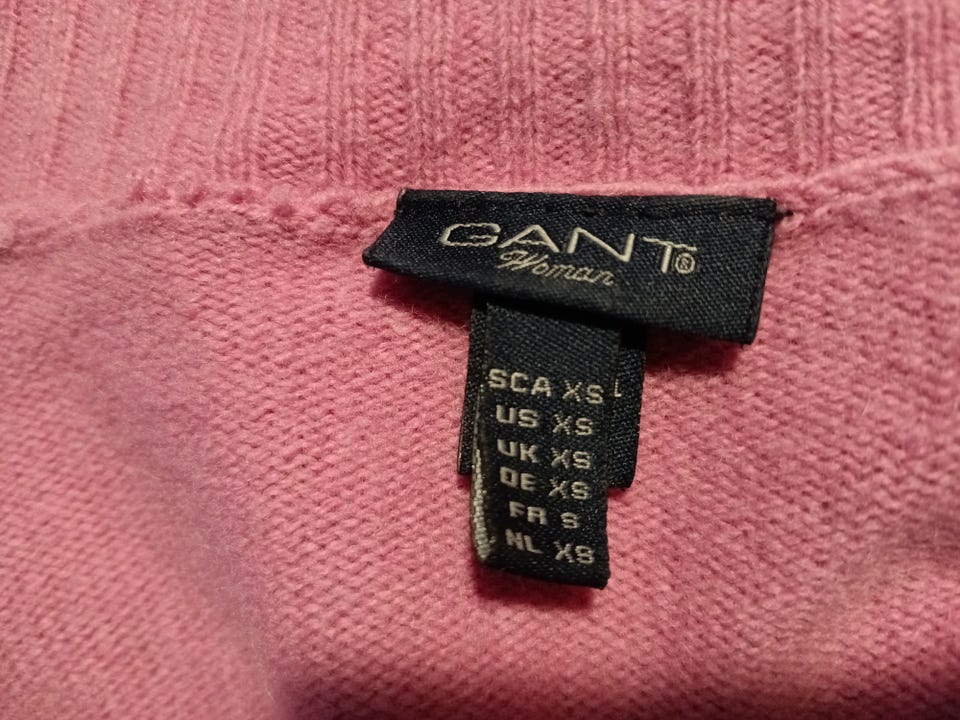 GANT®
Woman
SCA XS
US XS
UK XS
DE XS
FR S
NL XS